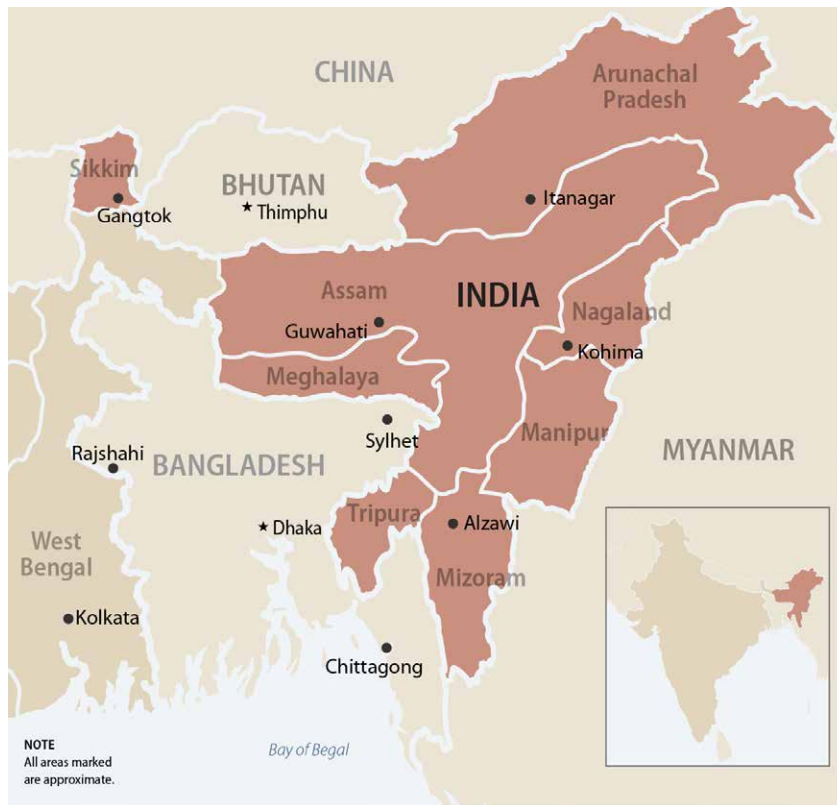 CHINA
Arunachal
Pradesh
Sikkim
Gangtok
BHUTAN
Thimphu
Itanagar
Assam
INDIA
Guwahati
Nagaland
Kohima
Meghalaya
Sylhet
Manipur
Rajshahi
BANGLADESH
MYANMAR
Tripura
Alzawi
Dhaka
West
Bengal
Mizoram
Kolkata
Chittagong
NOTE
All areas marked
are approximate.
Bay of Begal